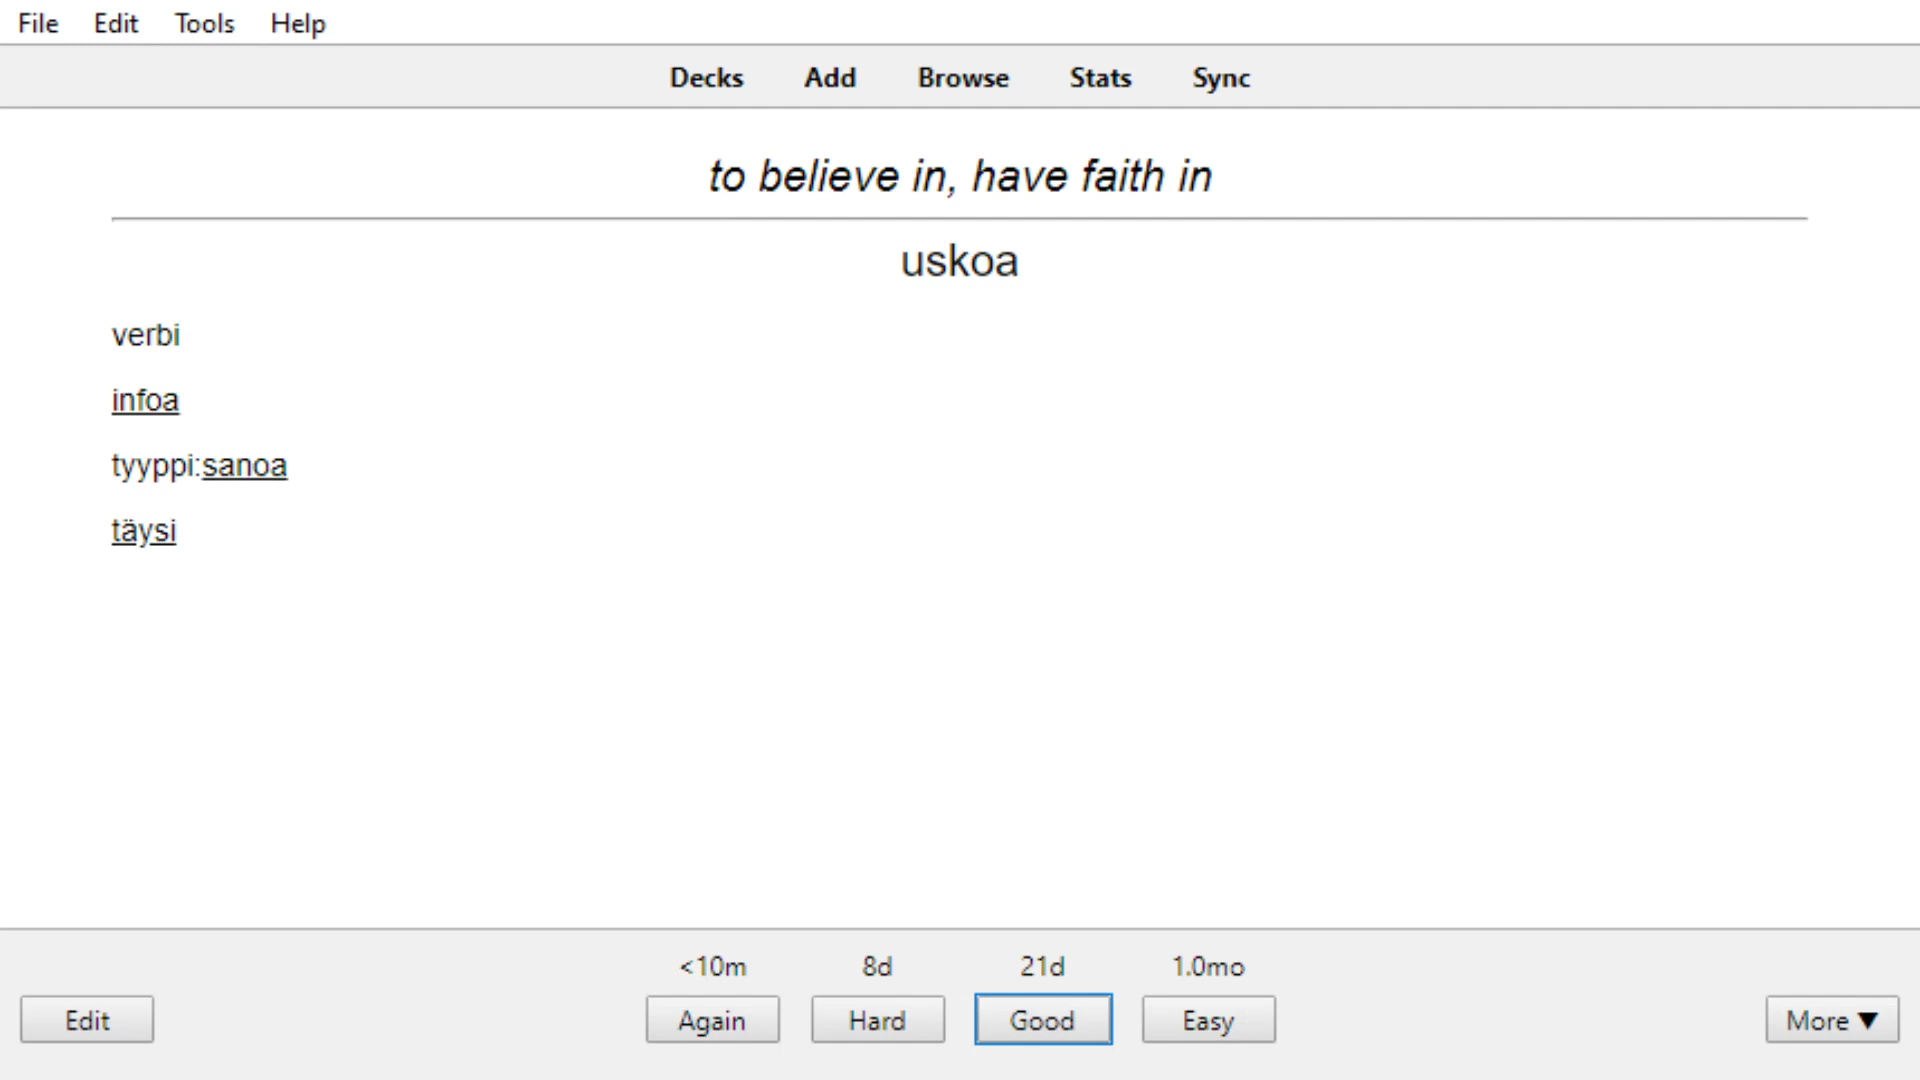 File Edit Tools Help
Decks Add Browse Stats Sync
to believe in, have faith in
uskoa
verbi
infoa
tyyppi:sanoa
täysi
<10m 8d 21d 1.0mo
Edit Again Hard Good Easy More ▼